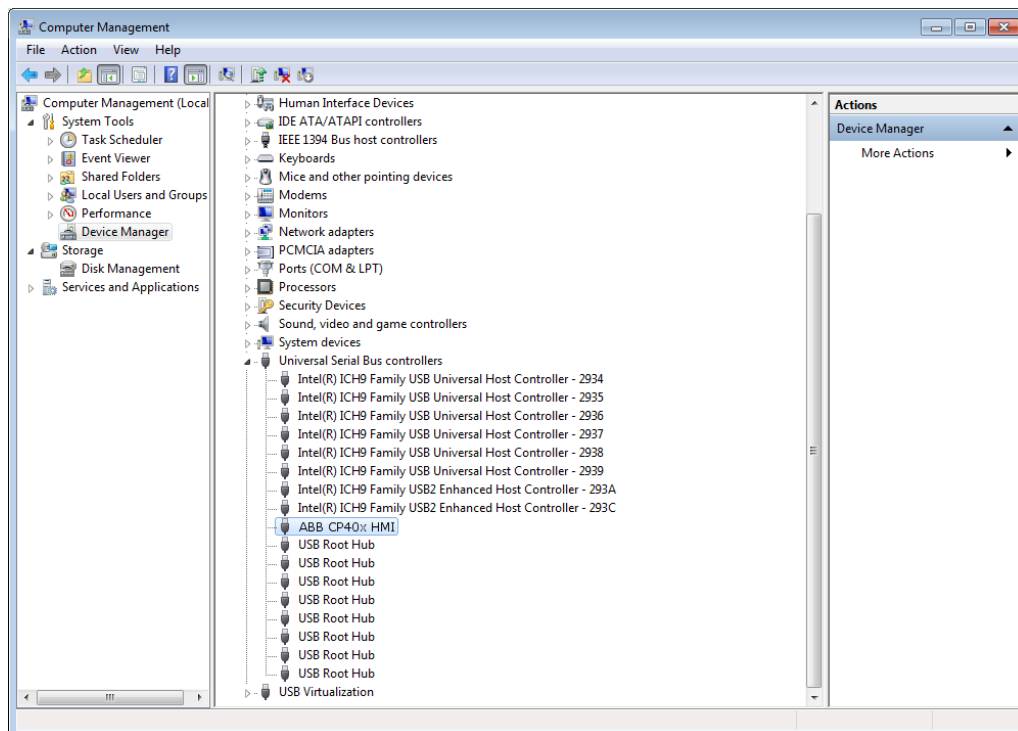 Computer Management
File Action View Help
Computer Management (Local
System Tools
Task Scheduler
Event Viewer
Shared Folders
Local Users and Groups
Performance
Device Manager
Storage
Disk Management
Services and Applications
Human Interface Devices
IDE ATA/ATAPI controllers
IEEE 1394 Bus host controllers
Keyboards
Mice and other pointing devices
Modems
Monitors
Network adapters
PCMCIA adapters
Ports (COM & LPT)
Processors
Security Devices
Sound, video and game controllers
System devices
Universal Serial Bus controllers
Intel(R) ICH9 Family USB Universal Host Controller - 2934
Intel(R) ICH9 Family USB Universal Host Controller - 2935
Intel(R) ICH9 Family USB Universal Host Controller - 2936
Intel(R) ICH9 Family USB Universal Host Controller - 2937
Intel(R) ICH9 Family USB Universal Host Controller - 2938
Intel(R) ICH9 Family USB Universal Host Controller - 2939
Intel(R) ICH9 Family USB2 Enhanced Host Controller - 293A
Intel(R) ICH9 Family USB2 Enhanced Host Controller - 293C
ABB CP40x HMI
USB Root Hub
USB Root Hub
USB Root Hub
USB Root Hub
USB Root Hub
USB Root Hub
USB Root Hub
USB Root Hub
USB Virtualization
Actions
Device Manager
More Actions